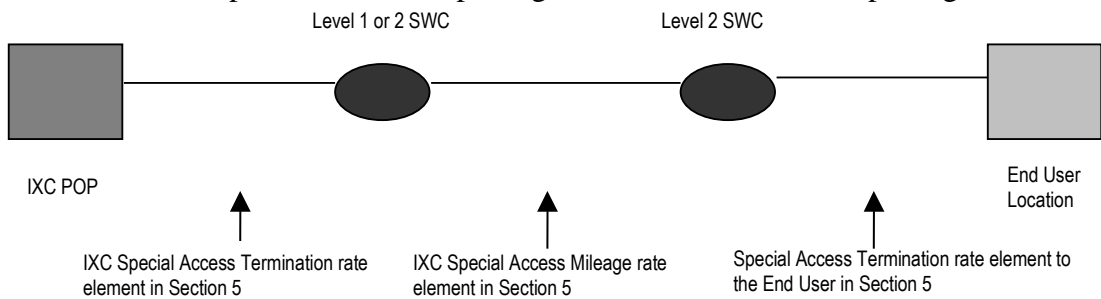 Level 1 or 2 SWC
Level 2 SWC
IXC POP
End User
Location
IXC Special Access Termination rate
element in Section 5
IXC Special Access Mileage rate
element in Section 5
Special Access Termination rate element to
the End User in Section 5